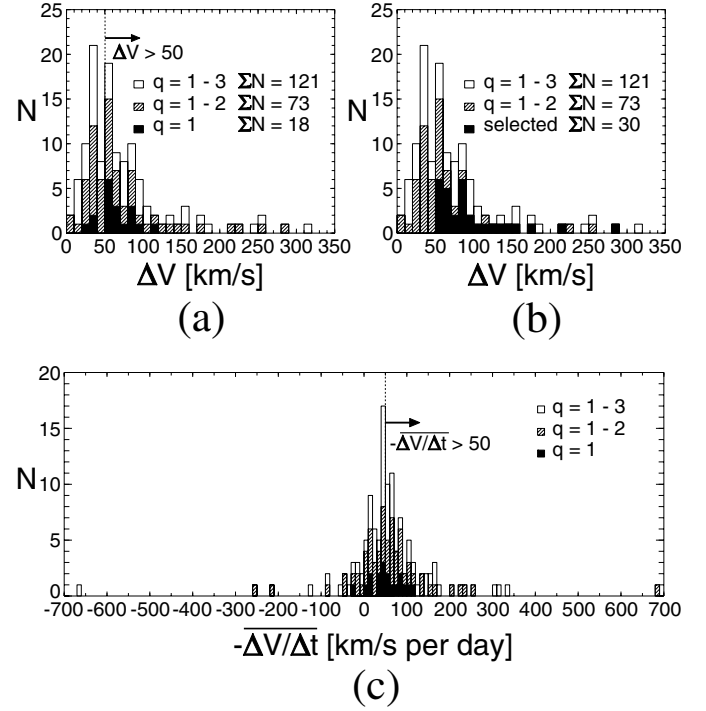 25
20
15
10
5
0
N
ΔV > 50
q = 1 - 3 ΣN = 121
q = 1 - 2 ΣN = 73
q = 1 ΣN = 18
0 50 100 150 200 250 300 350
ΔV [km/s]
(a)
25
20
15
10
5
0
N
q = 1 - 3 ΣN = 121
q = 1 - 2 ΣN = 73
selected ΣN = 30
0 50 100 150 200 250 300 350
ΔV [km/s]
(b)
20
15
10
5
0
N
-ΔV/Δt > 50
q = 1 - 3
q = 1 - 2
q = 1
-700 -600 -500 -400 -300 -200 -100 0 100 200 300 400 500 600 700
-ΔV/Δt [km/s per day]
(c)